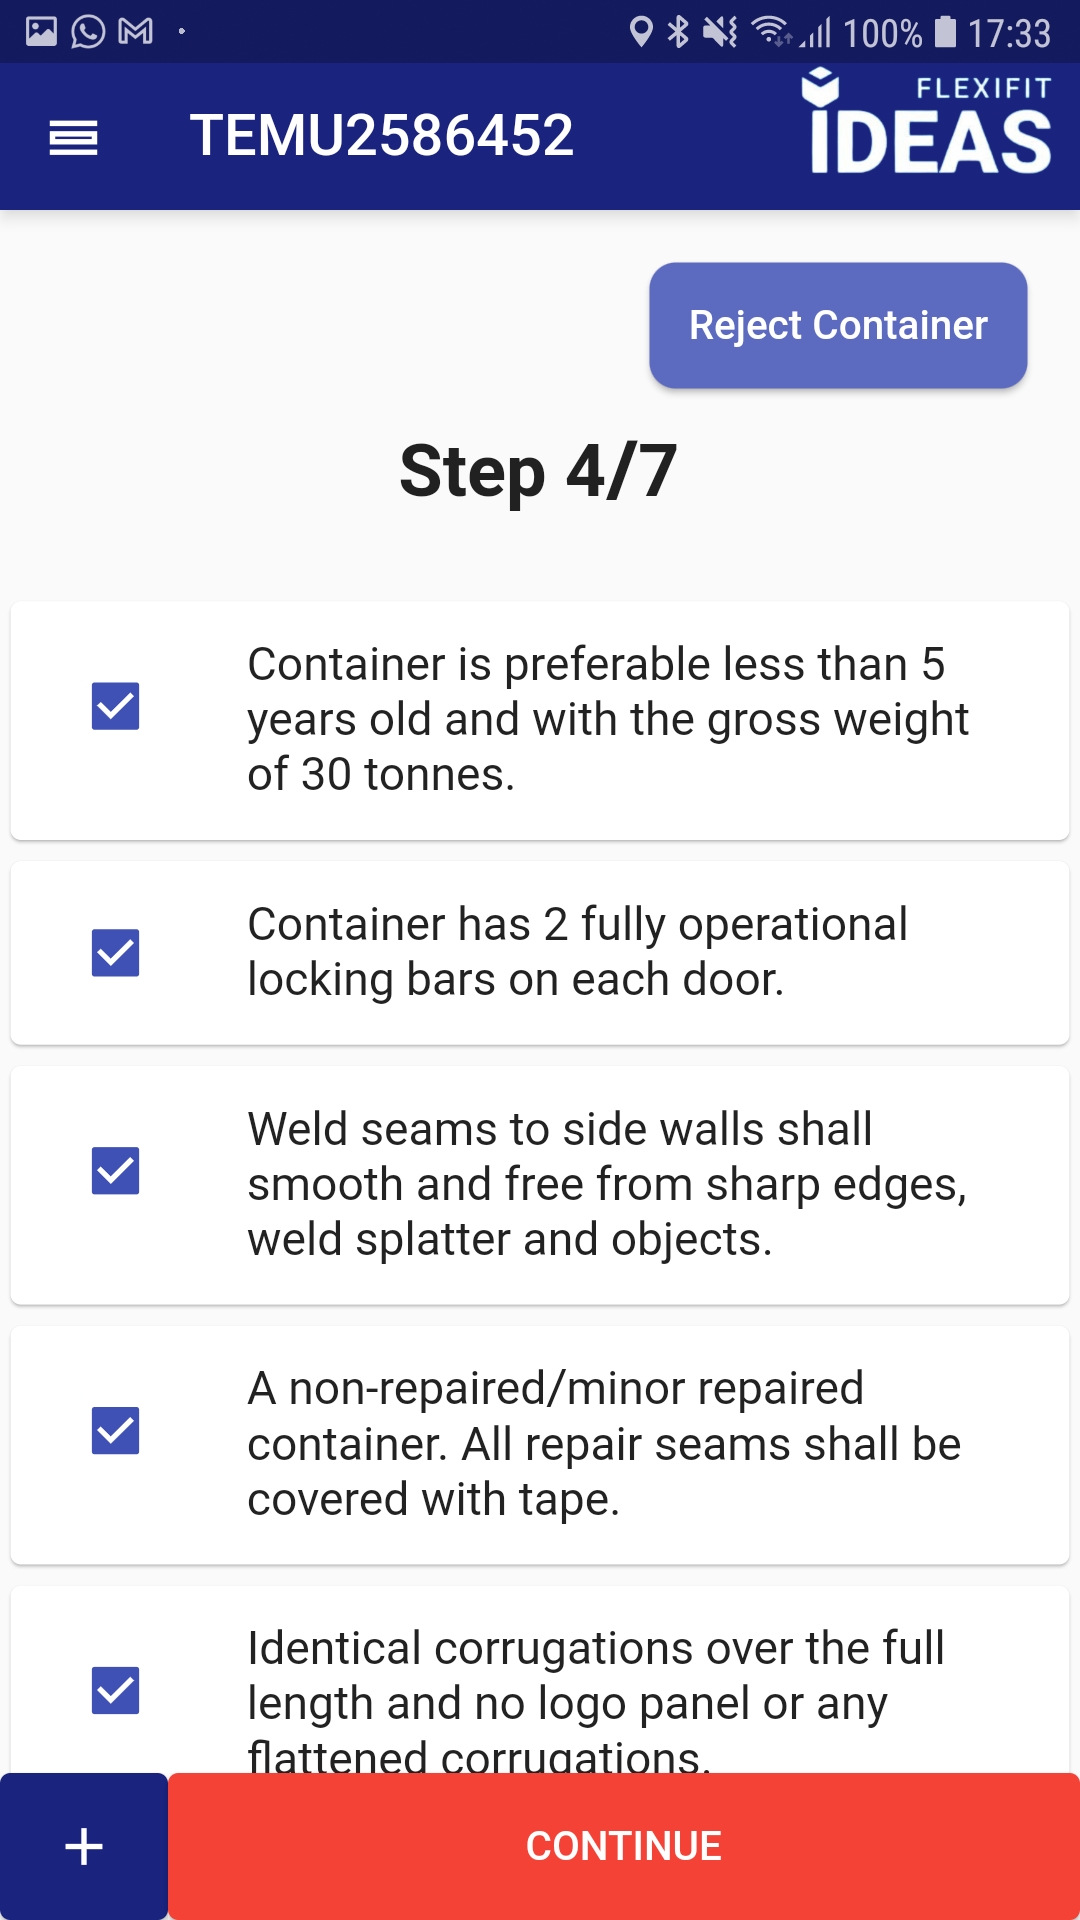 100% 17:33
TEMU2586452
FLEXIFIT
IDEAS
Reject Container
Step 4/7
Container is preferable less than 5
years old and with the gross weight
of 30 tonnes.
Container has 2 fully operational
locking bars on each door.
Weld seams to side walls shall
smooth and free from sharp edges,
weld splatter and objects.
A non-repaired/minor repaired
container. All repair seams shall be
covered with tape.
Identical corrugations over the full
length and no logo panel or any
flattened corrugations.
+
CONTINUE